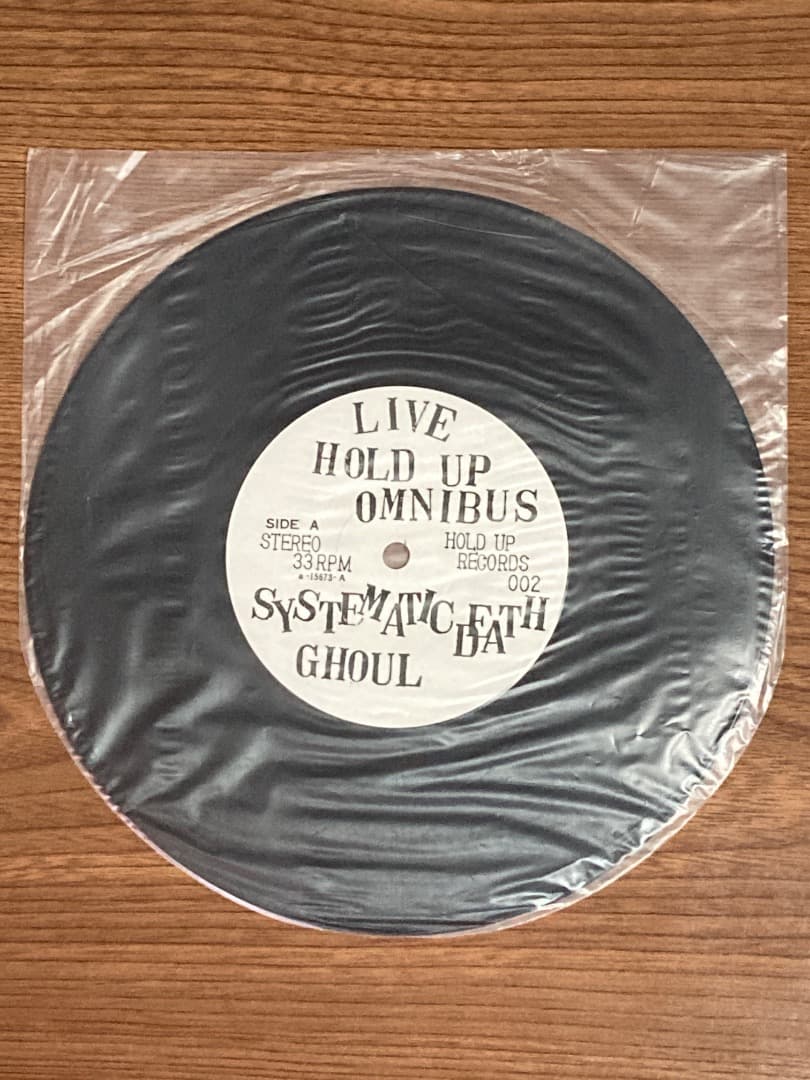 LIVE
HOLD UP
OMNIBUS
SIDE A
STEREO
33 RPM
HOLD UP
RECORDS
002
SYSTEMATIC DEATH
GHOUL